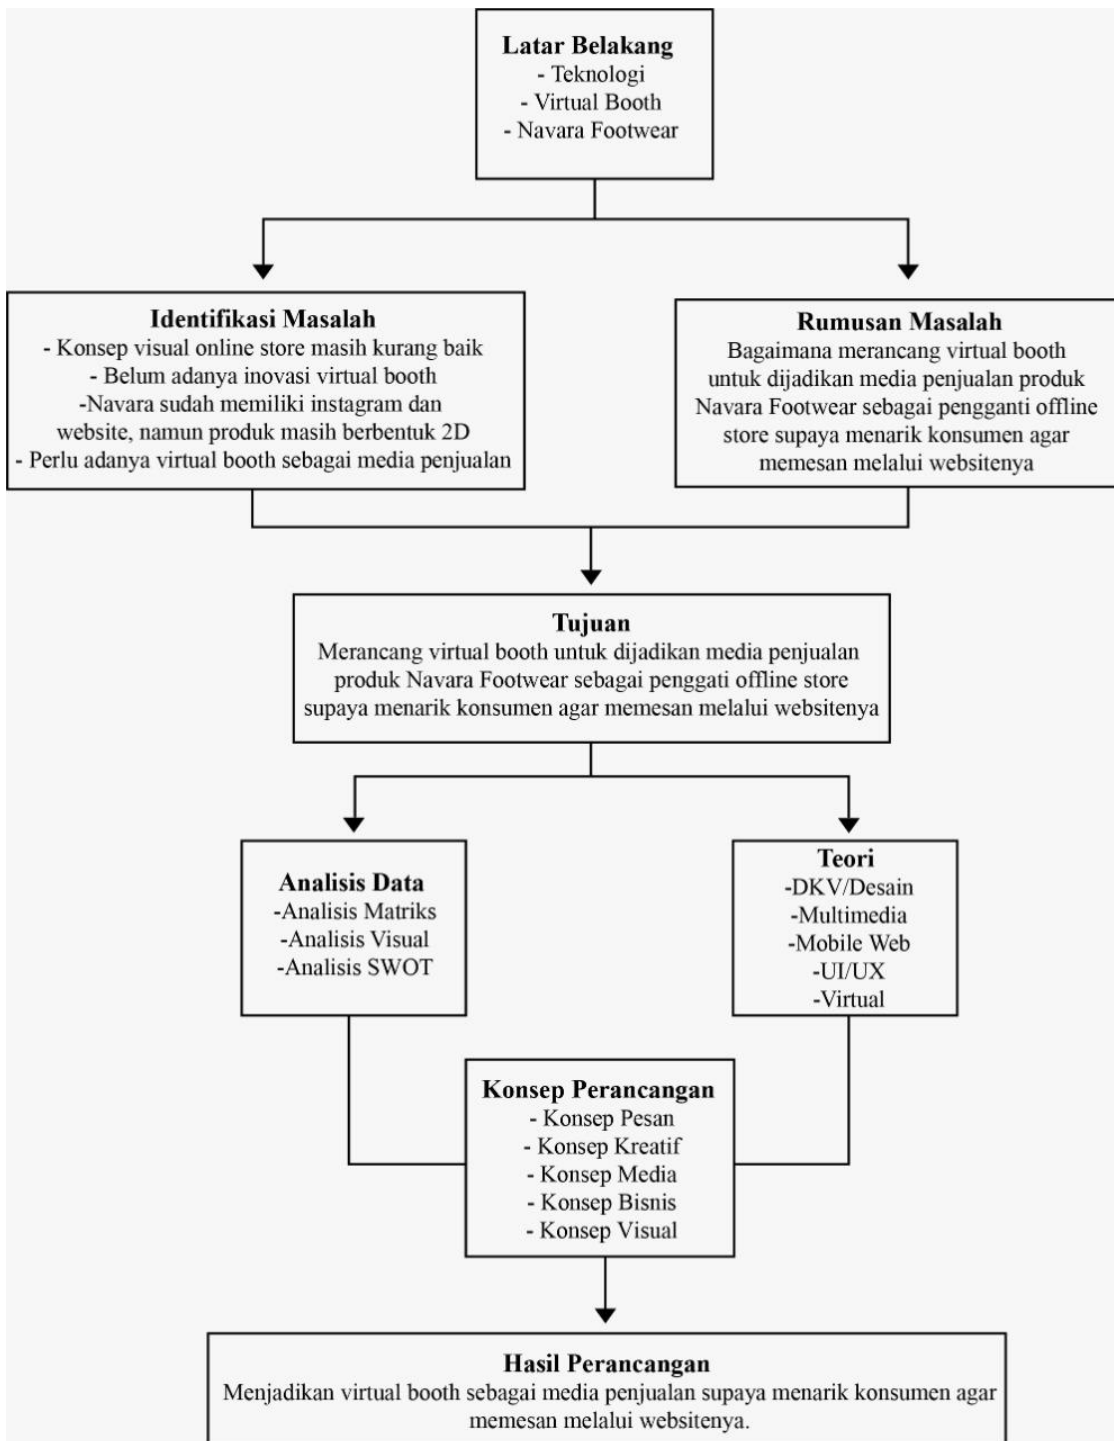 Latar Belakang
- Teknologi
- Virtual Booth
- Navara Footwear
Identifikasi Masalah
- Konsep visual online store masih kurang baik
- Belum adanya inovasi virtual booth
-Navara sudah memiliki instagram dan
website, namun produk masih berbentuk 2D
- Perlu adanya virtual booth sebagai media penjualan
Rumusan Masalah
Bagaimana merancang virtual booth
untuk dijadikan media penjualan produk
Navara Footwear sebagai pengganti offline
store supaya menarik konsumen agar
memesan melalui websitenya
Tujuan
Merancang virtual booth untuk dijadikan media penjualan
produk Navara Footwear sebagai penggati offline store
supaya menarik konsumen agar memesan melalui websitenya
Analisis Data
-Analisis Matriks
-Analisis Visual
-Analisis SWOT
Teori
-DKV/Desain
-Multimedia
-Mobile Web
-UI/UX
-Virtual
Konsep Perancangan
- Konsep Pesan
- Konsep Kreatif
- Konsep Media
- Konsep Bisnis
- Konsep Visual
Hasil Perancangan
Menjadikan virtual booth sebagai media penjualan supaya menarik konsumen agar
memesan melalui websitenya.